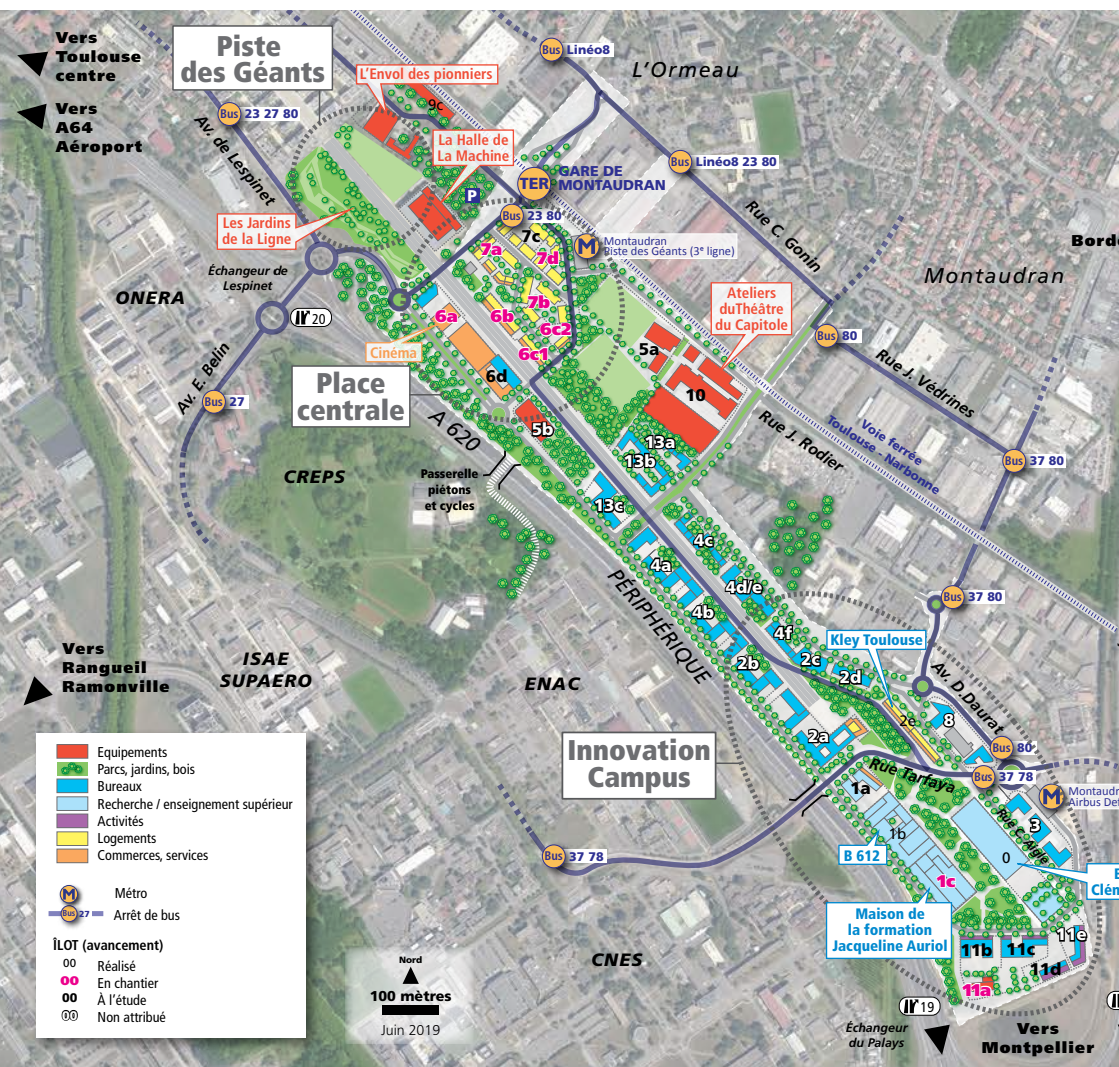 Vers
Toulouse
centre
Vers
A64
Aéroport
Piste
des Géants
L'Envol des pionniers
9c
Bus Linéo8
L'Ormeau
Bus 23 27 80
Av. de Lespinet
La Halle de
La Machine
P
TER
GARE DE
MONTAUDRAN
Bus Linéo8 23 80
Rue C. Gonin
Les Jardins
de la Ligne
Bus 23 80
7c
7a
7d
M
Montaudran
Piste des Géants (3e ligne)
Montaudran
Échangeur de
Lespinet
ONERA
20
7b
6a
6b
6c2
6c1
Cinéma
6d
Ateliers
duThéâtre
du Capitole
5a
10
Bus 80
Rue J. Védrines
Av. E. Belin
Bus 27
Place
centrale
A 620
5b
13a
13b
Rue J. Rodier
Voie ferrée
Toulouse - Narbonne
Bus 37 80
CREPS
Passerelle
piétons
et cycles
13c
4c
4a
4d/e
4b
PÉRIPHÉRIQUE
4f
Bus 37 80
Kley Toulouse
Vers
Rangueil
Ramonville
ISAE
SUPAERO
ENAC
2b
2c
2d
2e
Av. D.Daurat
8
Bus 80
2a
Innovation
Campus
Rue Tarfaya
Bus 37 78
M
1a
3
Rue C. Aigle
1b
B 612
0
1c
Bus 37 78
Maison de
la formation
Jacqueline Auriol
11e
11b
11c
11d
11a
CNES
19
Échangeur
du Palays
Vers
Montpellier
Equipements
Parcs, jardins, bois
Bureaux
Recherche / enseignement supérieur
Activités
Logements
Commerces, services
M Métro
Bus 27 Arrêt de bus
ÎLOT (avancement)
00 Réalisé
00 En chantier
00 À l'étude
00 Non attribué
Nord
100 mètres
Juin 2019